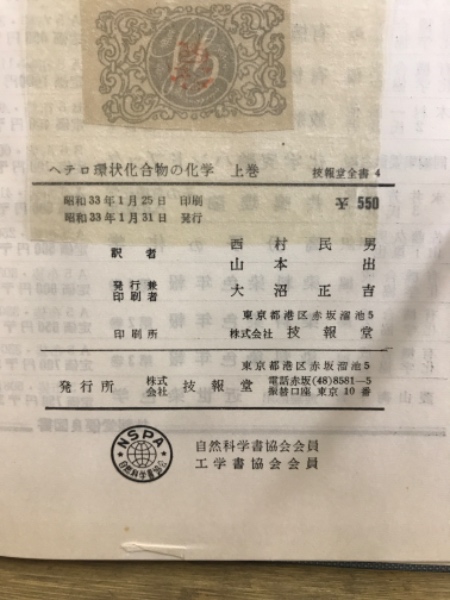 ヘテロ環状化合物の化学 上巻 技報堂全書 4
昭和33年1月25日 印刷
昭和33年1月31日 発行
¥ 550
訳者 西村民男
山本出
発行兼印刷者 大沼正吉
東京都港区赤坂溜池5
印刷所 株式会社 技報堂
東京都港区赤坂溜池5
発行所 株式会社 技報堂 電話赤坂(48)8581—5
振替口座 東京 10 番
NSPA
自然科学書協会
自然科学書協会会員
工学書協会会員